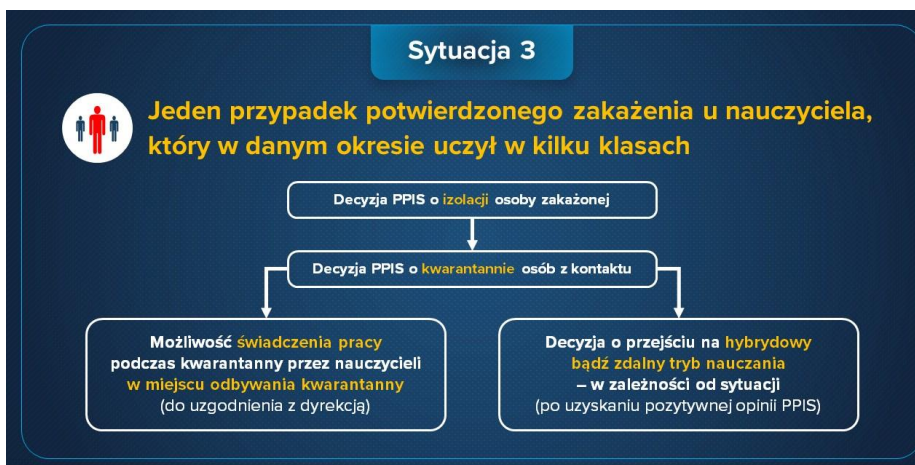 Sytuacja 3
Jeden przypadek potwierdzonego zakażenia u nauczyciela,
który w danym okresie uczył w kilku klasach
Decyzja PPIS o izolacji osoby zakażonej
Decyzja PPIS o kwarantannie osób z kontaktu
Możliwość świadczenia pracy
podczas kwarantanny przez nauczycieli
w miejscu odbywania kwarantanny
(do uzgodnienia z dyrekcją)
Decyzja o przejściu na hybrydowy
bądź zdalny tryb nauczania
– w zależności od sytuacji
(po uzyskaniu pozytywnej opinii PPIS)